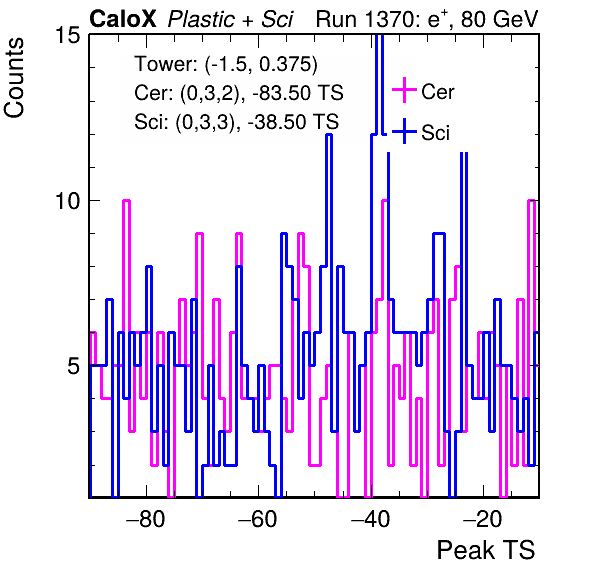 CaloX Plastic + Sci Run 1370: e+, 80 GeV
Counts
15
10
5
Tower: (-1.5, 0.375)
Cer: (0,3,2), -83.50 TS
Sci: (0,3,3), -38.50 TS
Cer
Sci
−80 −60 −40 −20
Peak TS